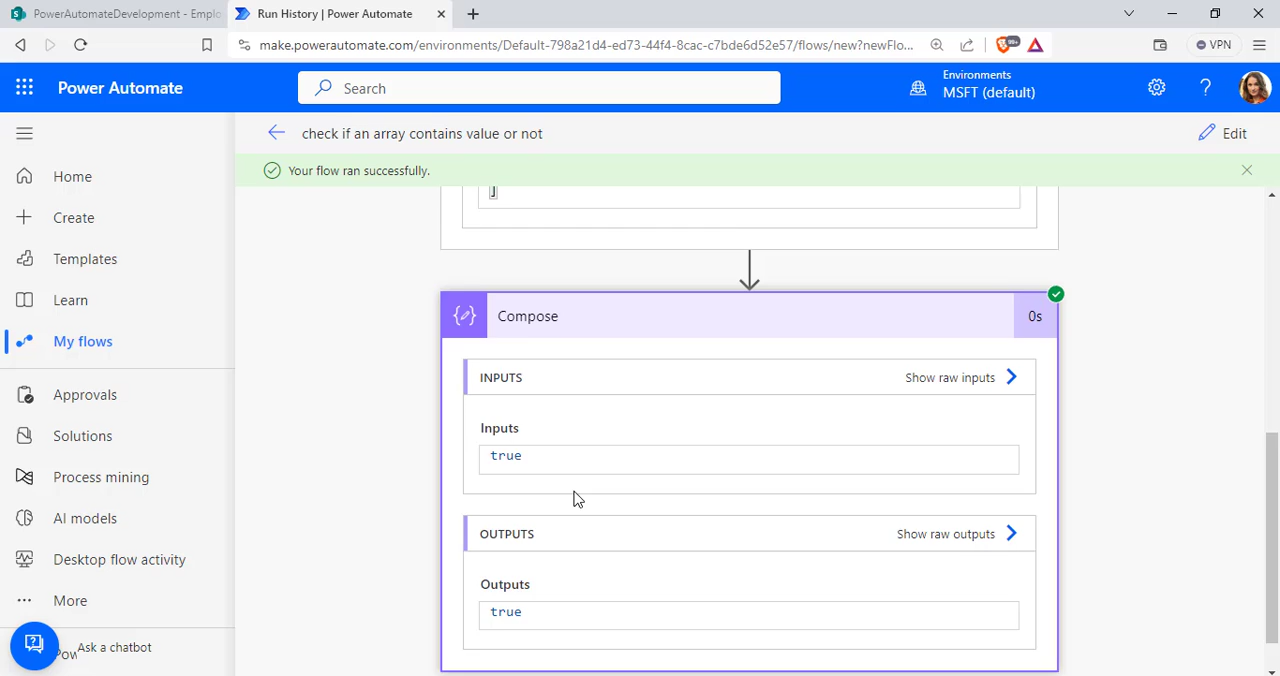 PowerAutomateDevelopment - Emplo
Run History | Power Automate
make.powerautomate.com/environments/Default-798a21d4-ed73-44f4-8cac-c7bde6d52e57/flows/new?newFlo...
99+
VPN
Power Automate
Search
Environments
MSFT (default)
check if an array contains value or not
Edit
Your flow ran successfully.
Home
Create
Templates
Learn
My flows
Approvals
Solutions
Process mining
AI models
Desktop flow activity
More
Ask a chatbot
Pow
]
Compose
0s
INPUTS
Show raw inputs
Inputs
true
OUTPUTS
Show raw outputs
Outputs
true